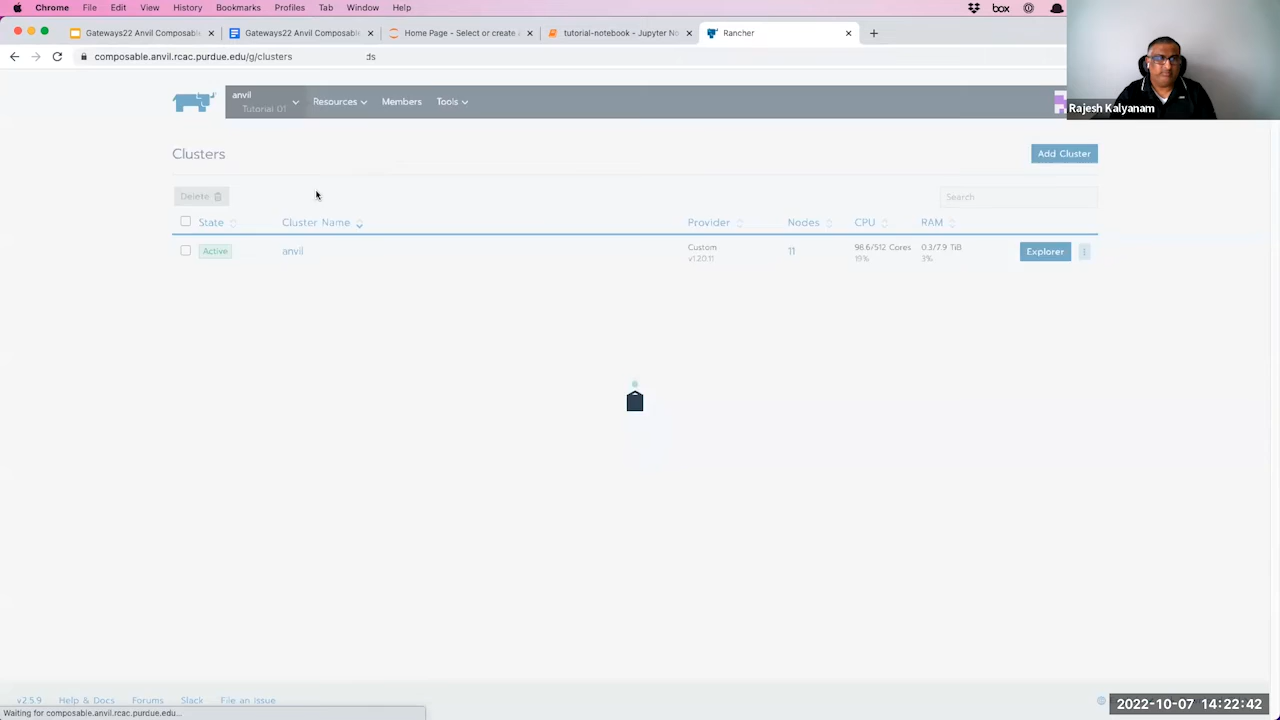 Chrome File Edit View History Bookmarks Profiles Tab Window Help
box
Gateways22 Anvil Composable
Gateways22 Anvil Composable
Home Page - Select or create
tutorial-notebook - Jupyter No
Rancher
composable.anvil.rcac.purdue.edu/g/clusters
ds
anvil
Tutorial 01
Resources
Members
Tools
Rajesh Kalyanam
Clusters
Add Cluster
Delete
Search
State
Cluster Name
Provider
Nodes
CPU
RAM
Active
anvil
Custom
v1.20.11
11
98.6/512 Cores
19%
0.3/7.9 TiB
3%
Explorer
v2.5.9
Help & Docs
Forums
Slack
File an Issue
Waiting for composable.anvil.rcac.purdue.edu...
2022-10-07 14:22:42